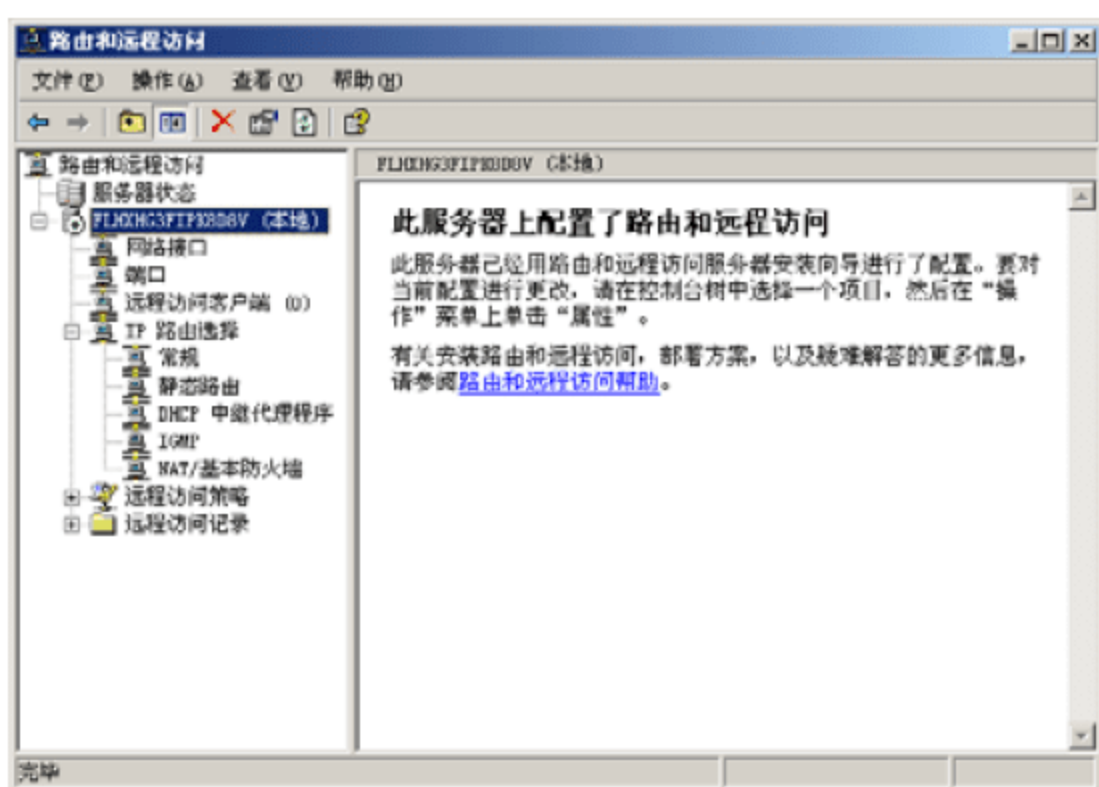 路由和远程访问
文件(F) 操作(A) 查看(V) 帮助(H)
路由和远程访问
服务器状态
(本地)
网络接口
端口
远程访问客户端 (0)
IP 路由选择
常规
静态路由
DHCP 中继代理程序
IGMP
NAT/基本防火墙
远程访问策略
远程访问记录
(本地)
此服务器上配置了路由和远程访问
此服务器已经用路由和远程访问服务器安装向导进行了配置。要对
当前配置进行更改，请在控制台树中选择一个项目，然后在“操
作”菜单上单击“属性”。
有关安装路由和远程访问，部署方案，以及疑难解答的更多信息，
请参阅路由和远程访问帮助。
完毕